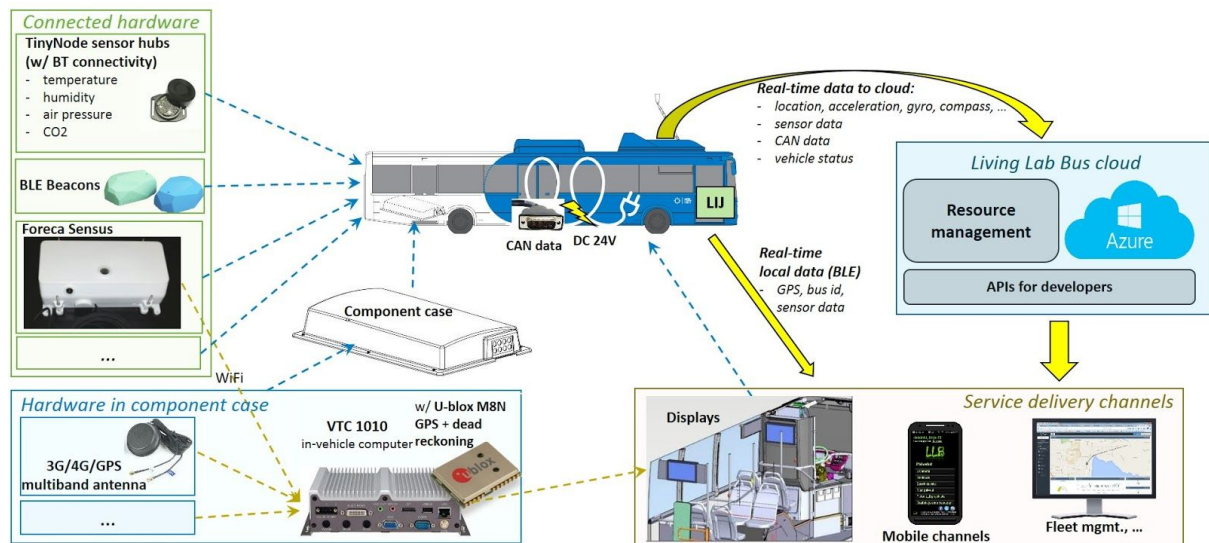 Connected hardware
TinyNode sensor hubs
(w/ BT connectivity)
- temperature
- humidity
- air pressure
- CO2
BLE Beacons
Foreca Sensus
...
WiFi
Hardware in component case
3G/4G/GPS
multiband antenna
...
VTC 1010
in-vehicle computer
w/ U-blox M8N
GPS + dead
reckoning
blox
Component case
CAN data
DC 24V
LIJ
Real-time data to cloud:
- location, acceleration, gyro, compass, ...
- sensor data
- CAN data
- vehicle status
Real-time
local data (BLE)
- GPS, bus id,
sensor data
Living Lab Bus cloud
Resource
management
Azure
APIs for developers
Service delivery channels
Displays
LLB
Mobile channels
Fleet mgmt., ...